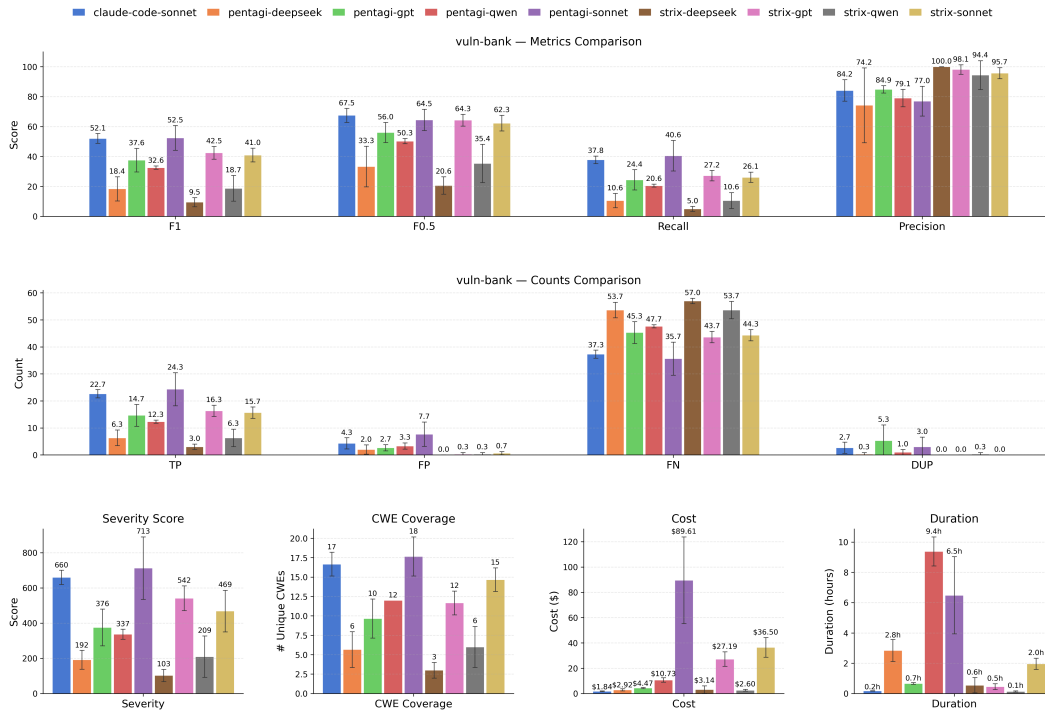 claude-code-sonnet pentagi-deepseek pentagi-gpt pentagi-qwen pentagi-sonnet strix-deepseek strix-gpt strix-qwen strix-sonnet
vuln-bank — Metrics Comparison
Score
100
80
60
40
20
0
52.1 18.4 37.6 32.6 52.5 9.5 42.5 18.7 41.0
67.5 33.3 56.0 50.3 64.5 20.6 64.3 35.4 62.3
37.8 10.6 24.4 20.6 40.6 5.0 27.2 10.6 26.1
84.2 74.2 84.9 79.1 77.0 100.0 98.1 94.4 95.7
F1 F0.5 Recall Precision
vuln-bank — Counts Comparison
Count
60
50
40
30
20
10
0
22.7 6.3 14.7 12.3 24.3 3.0 16.3 6.3 15.7
4.3 2.0 2.7 3.3 7.7 0.0 0.3 0.3 0.7
37.3 53.7 45.3 47.7 35.7 57.0 43.7 53.7 44.3
2.7 0.3 5.3 1.0 3.0 0.0 0.0 0.3 0.0
TP FP FN DUP
Severity Score
Score
800
600
400
200
0
660 192 376 337 713 103 542 209 469
Severity
CWE Coverage
# Unique CWEs
20.0
17.5
15.0
12.5
10.0
7.5
5.0
2.5
0.0
17 6 10 12 18 3 12 6 15
CWE Coverage
Cost
Cost ($)
120
100
80
60
40
20
0
$1.84 $2.92 $4.47 $10.73 $89.61 $3.14 $27.19 $2.60 $36.50
Cost
Duration
Duration (hours)
10
8
6
4
2
0
0.2h 2.8h 0.7h 9.4h 6.5h 0.6h 0.5h 0.1h 2.0h
Duration